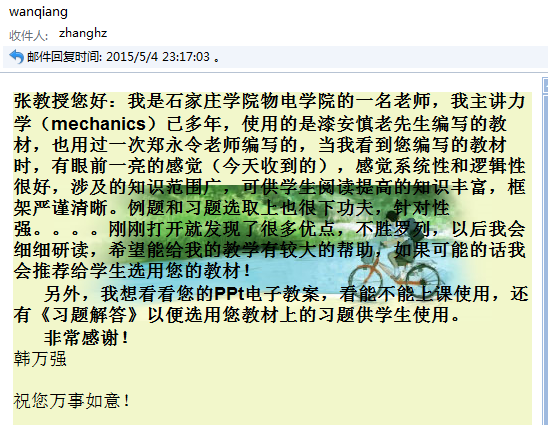 wanqiang
收件人: zhanghz
邮件回复时间: 2015/5/4 23:17:03 。
张教授您好：我是石家庄学院物电学院的一名老师，我主讲力
学（mechanics）已多年，使用的是漆安慎老先生编写的教
材，也用过一次郑永令老师编写的，当我看到您编写的教材
时，有眼前一亮的感觉（今天收到的），感觉系统性和逻辑性
很好，涉及的知识范围广，可供学生阅读提高的知识丰富，框
架严谨清晰。例题和习题选取上也很下功夫，针对性
强。。。。刚刚打开就发现了很多优点，不胜罗列，以后我会
细细研读，希望能给我的教学有较大的帮助，如果可能的话我
会推荐给学生选用您的教材！
另外，我想看看您的PPt电子教案，看能不能上课使用，还
有《习题解答》以便选用您教材上的习题供学生使用。
非常感谢！
韩万强
祝您万事如意！